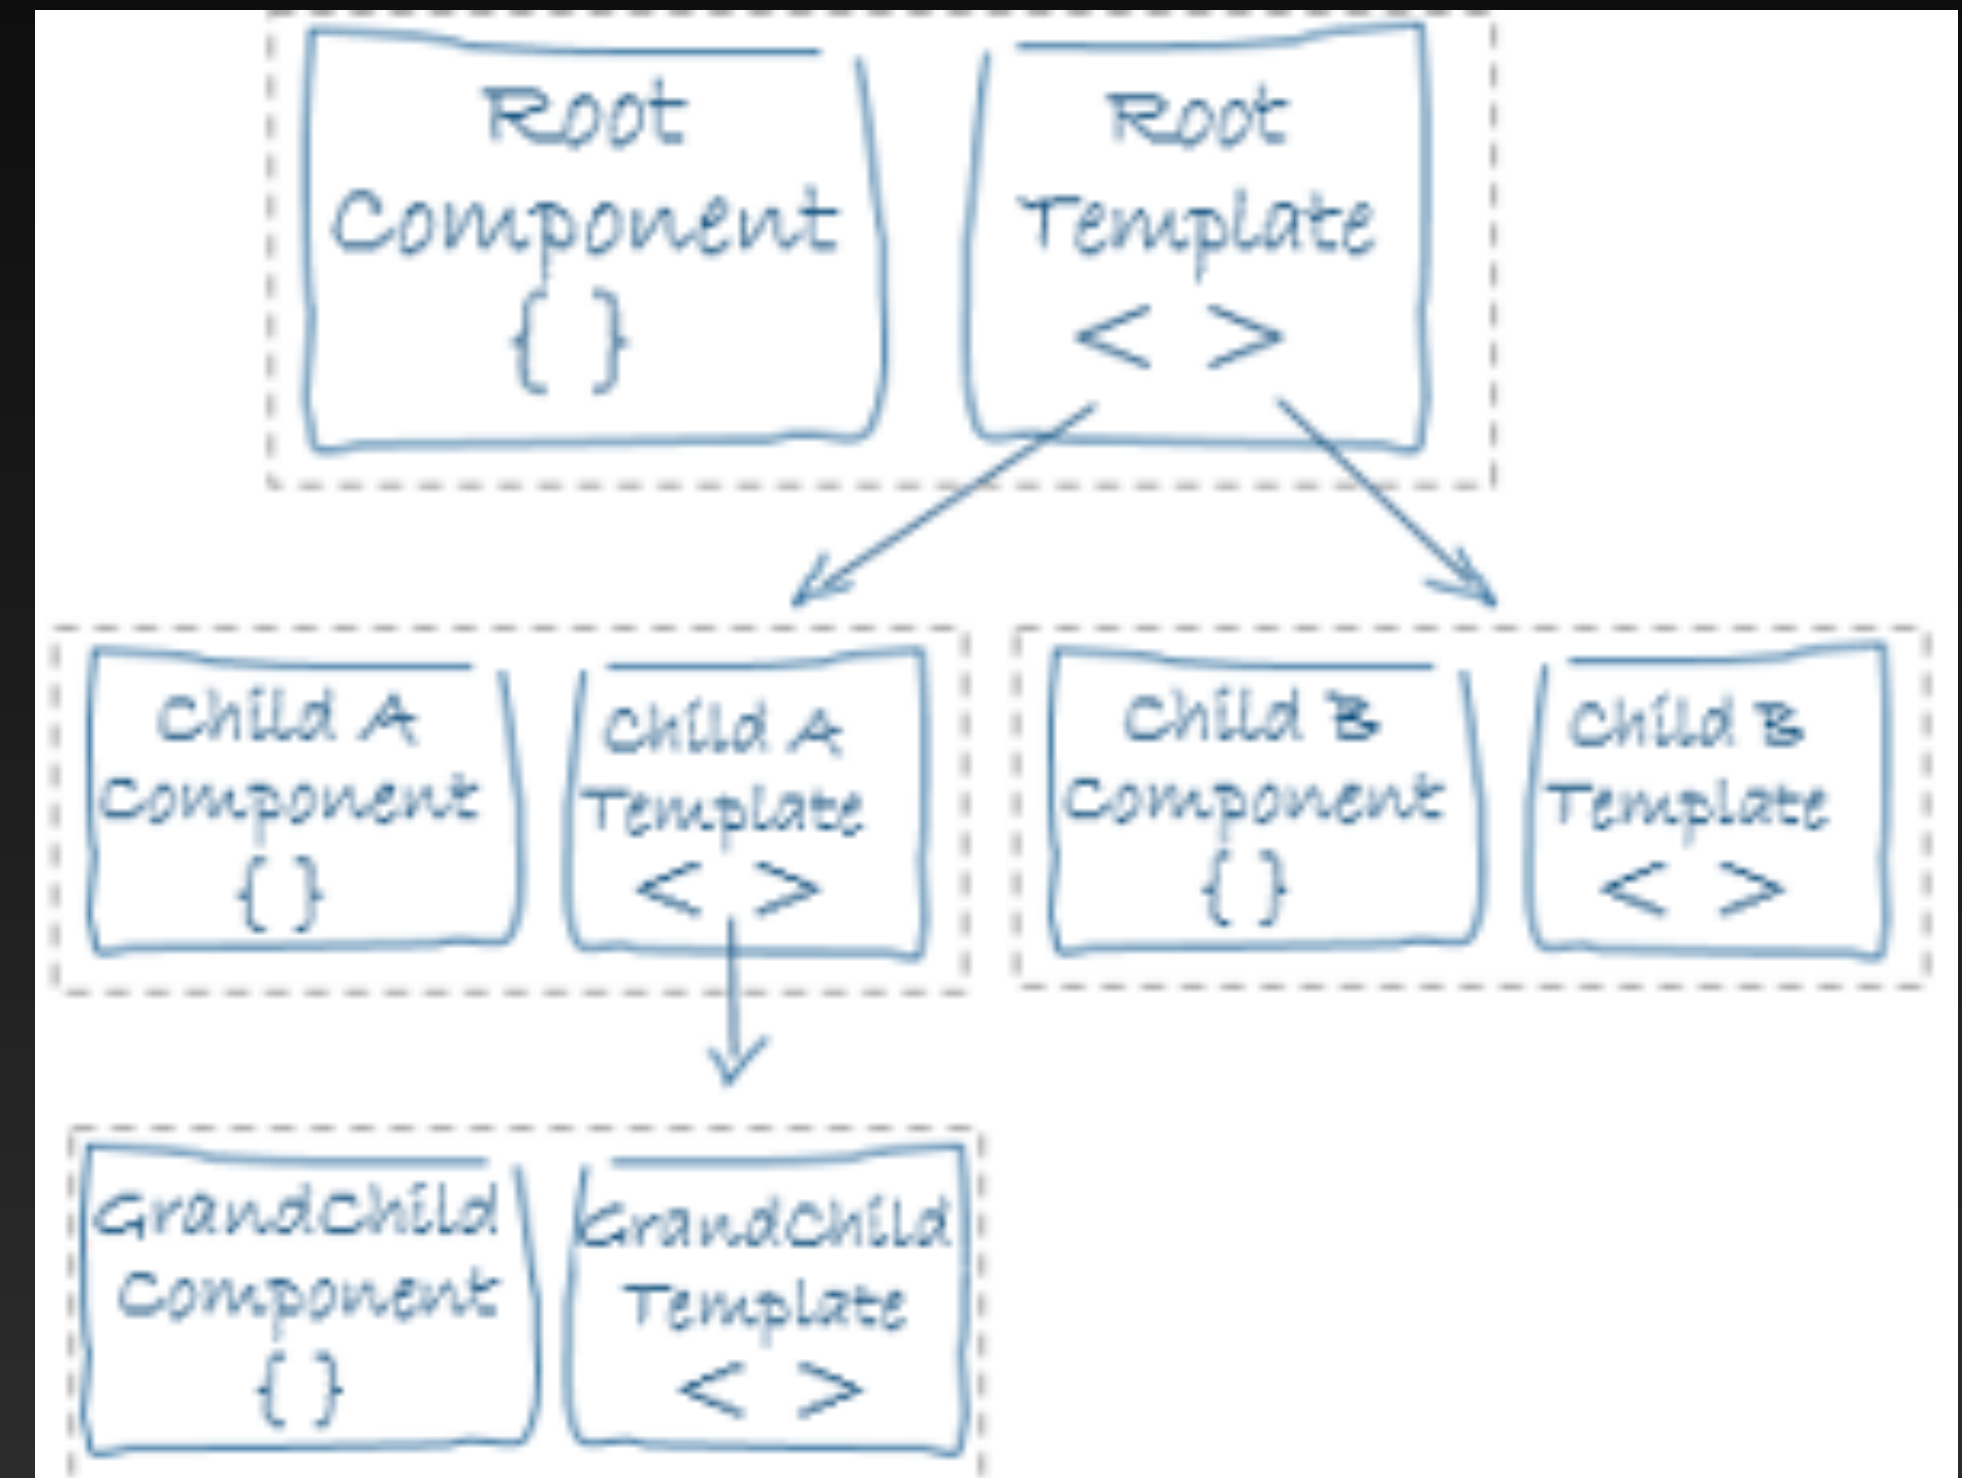 Root
Component
{ }
Root
Template
< >
Child A
Component
{ }
Child A
Template
< >
Child B
Component
{ }
Child B
Template
< >
GrandChild
Component
{ }
GrandChild
Template
< >